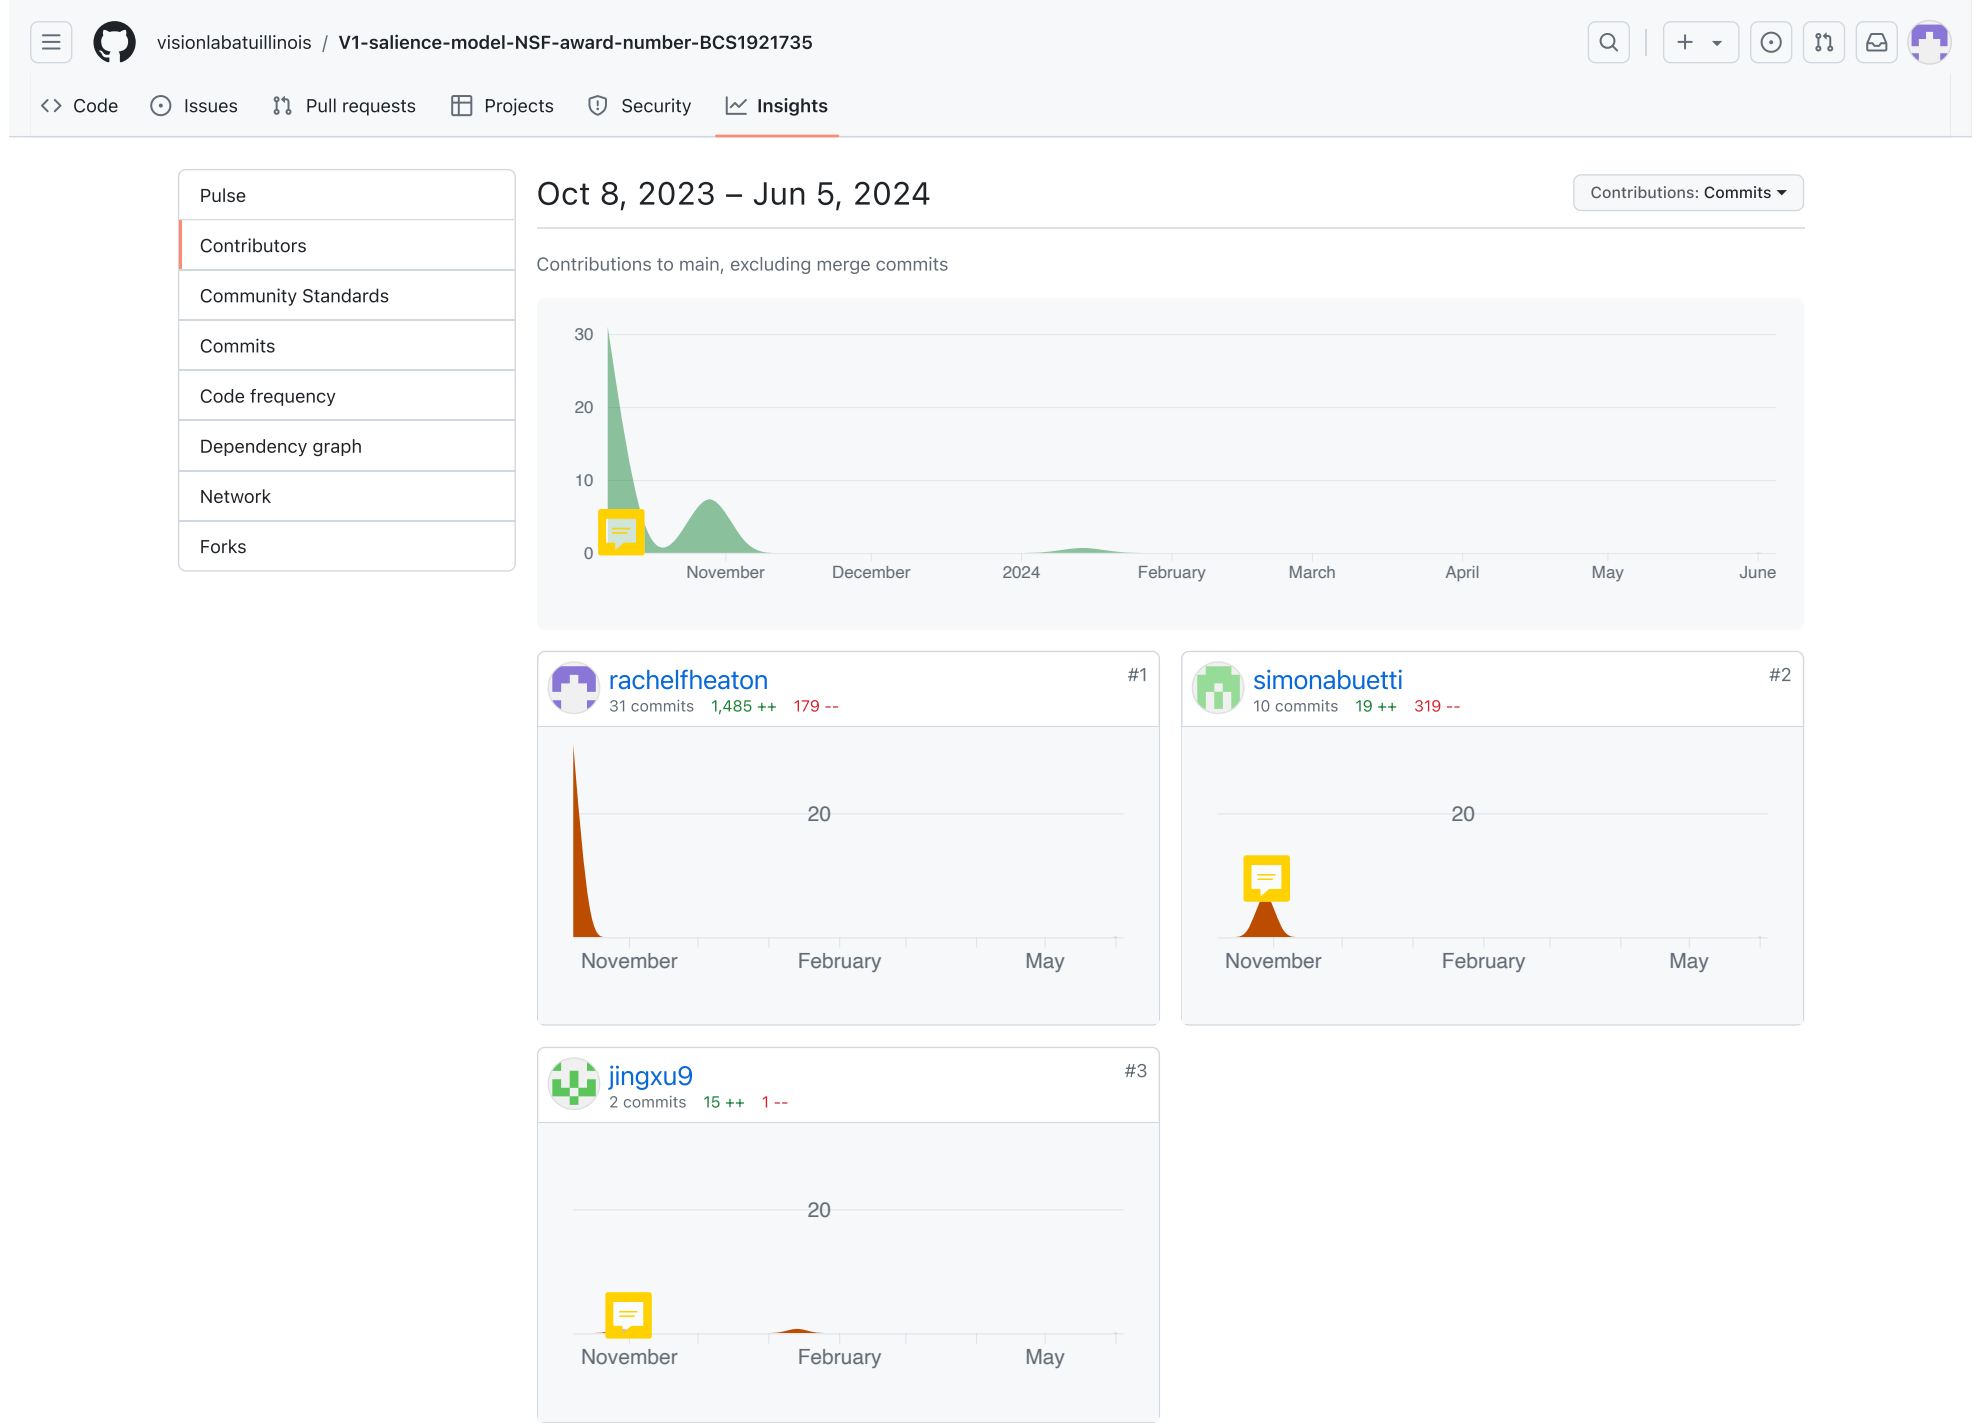 visionlabatuillinois / V1-salience-model-NSF-award-number-BCS1921735
Code Issues Pull requests Projects Security Insights
Pulse
Contributors
Community Standards
Commits
Code frequency
Dependency graph
Network
Forks
Oct 8, 2023 – Jun 5, 2024
Contributions: Commits
Contributions to main, excluding merge commits
30
20
10
0
November December 2024 February March April May June
rachelfheaton #1
31 commits 1,485 ++ 179 --
20
November February May
simonabuetti #2
10 commits 19 ++ 319 --
20
November February May
jingxu9 #3
2 commits 15 ++ 1 --
20
November February May